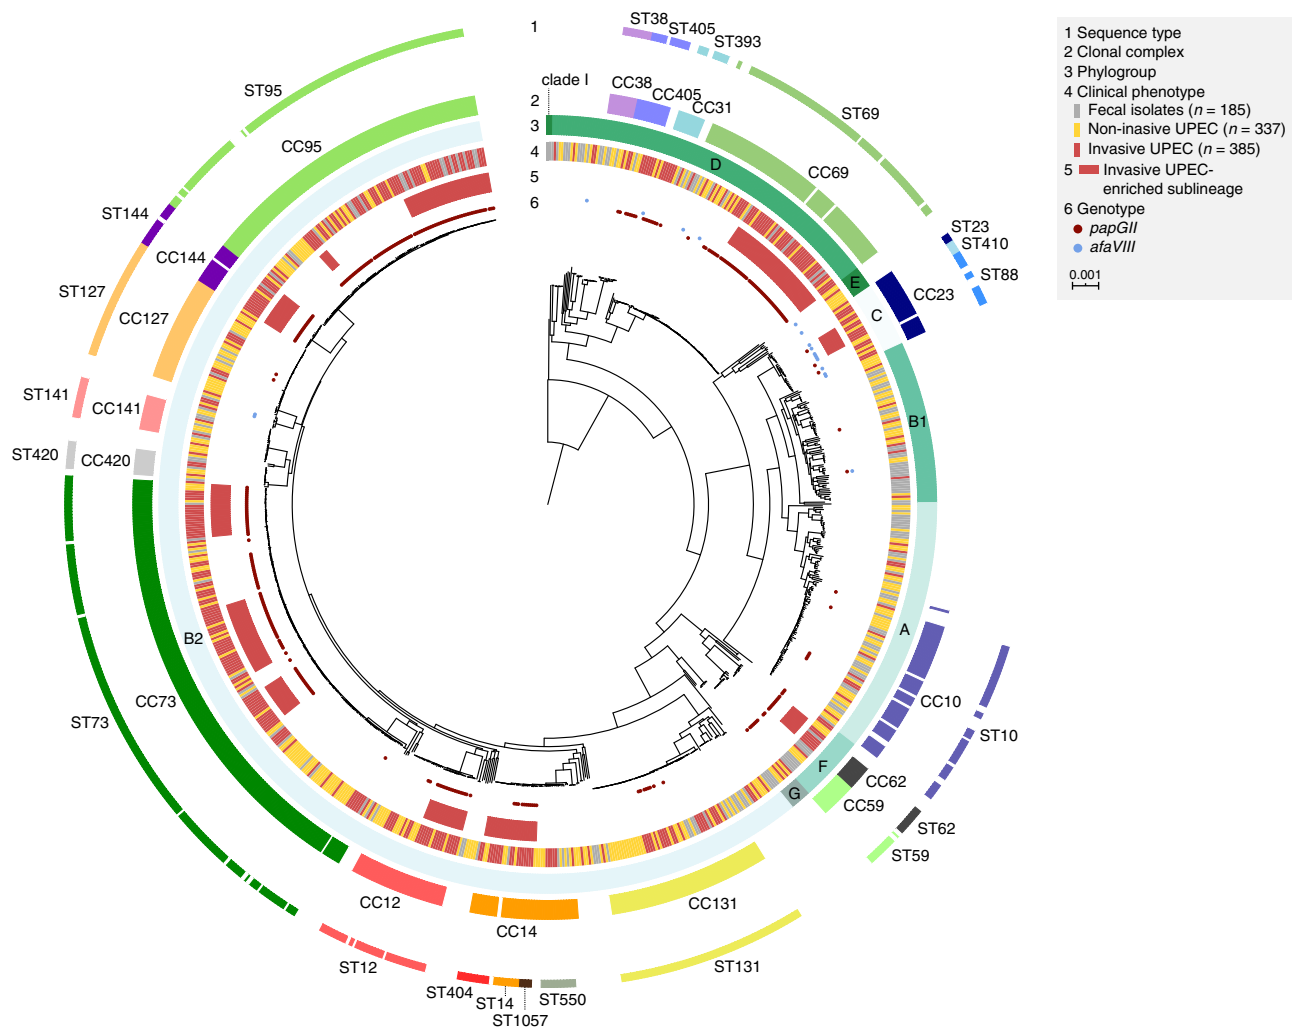 1
2
3
4
5
6
clade I
ST38
ST405
ST393
ST69
CC38
CC405
CC31
CC69
D
E
C
B1
A
F
G
B2
ST23
ST410
ST88
CC23
CC10
ST10
CC62
CC59
ST62
ST59
CC131
ST131
CC14
ST550
ST1057
ST14
ST404
CC12
ST12
CC73
ST73
CC420
ST420
CC141
ST141
CC127
ST127
CC144
ST144
CC95
ST95
1 Sequence type
2 Clonal complex
3 Phylogroup
4 Clinical phenotype
Fecal isolates (n = 185)
Non-inasive UPEC (n = 337)
Invasive UPEC (n = 385)
5 Invasive UPEC-
enriched sublineage
6 Genotype
papGII
afaVIII
0.001